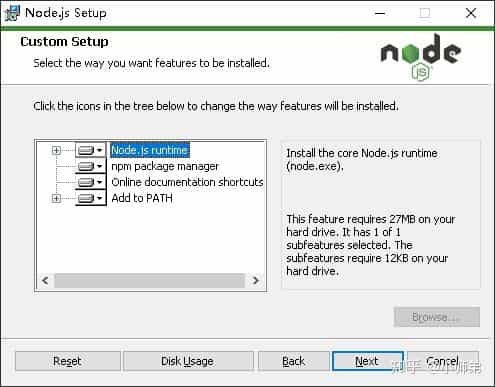 Node.js Setup
Custom Setup
Select the way you want features to be installed.
node
JS
Click the icons in the tree below to change the way features will be installed.
Node.js runtime
npm package manager
Online documentation shortcuts
Add to PATH
Install the core Node.js runtime
(node.exe).
This feature requires 27MB on your
hard drive. It has 1 of 1
subfeatures selected. The
subfeatures require 12KB on your
hard drive.
Browse...
Reset
Disk Usage
Back
Next
Cancel
知乎 @小师弟